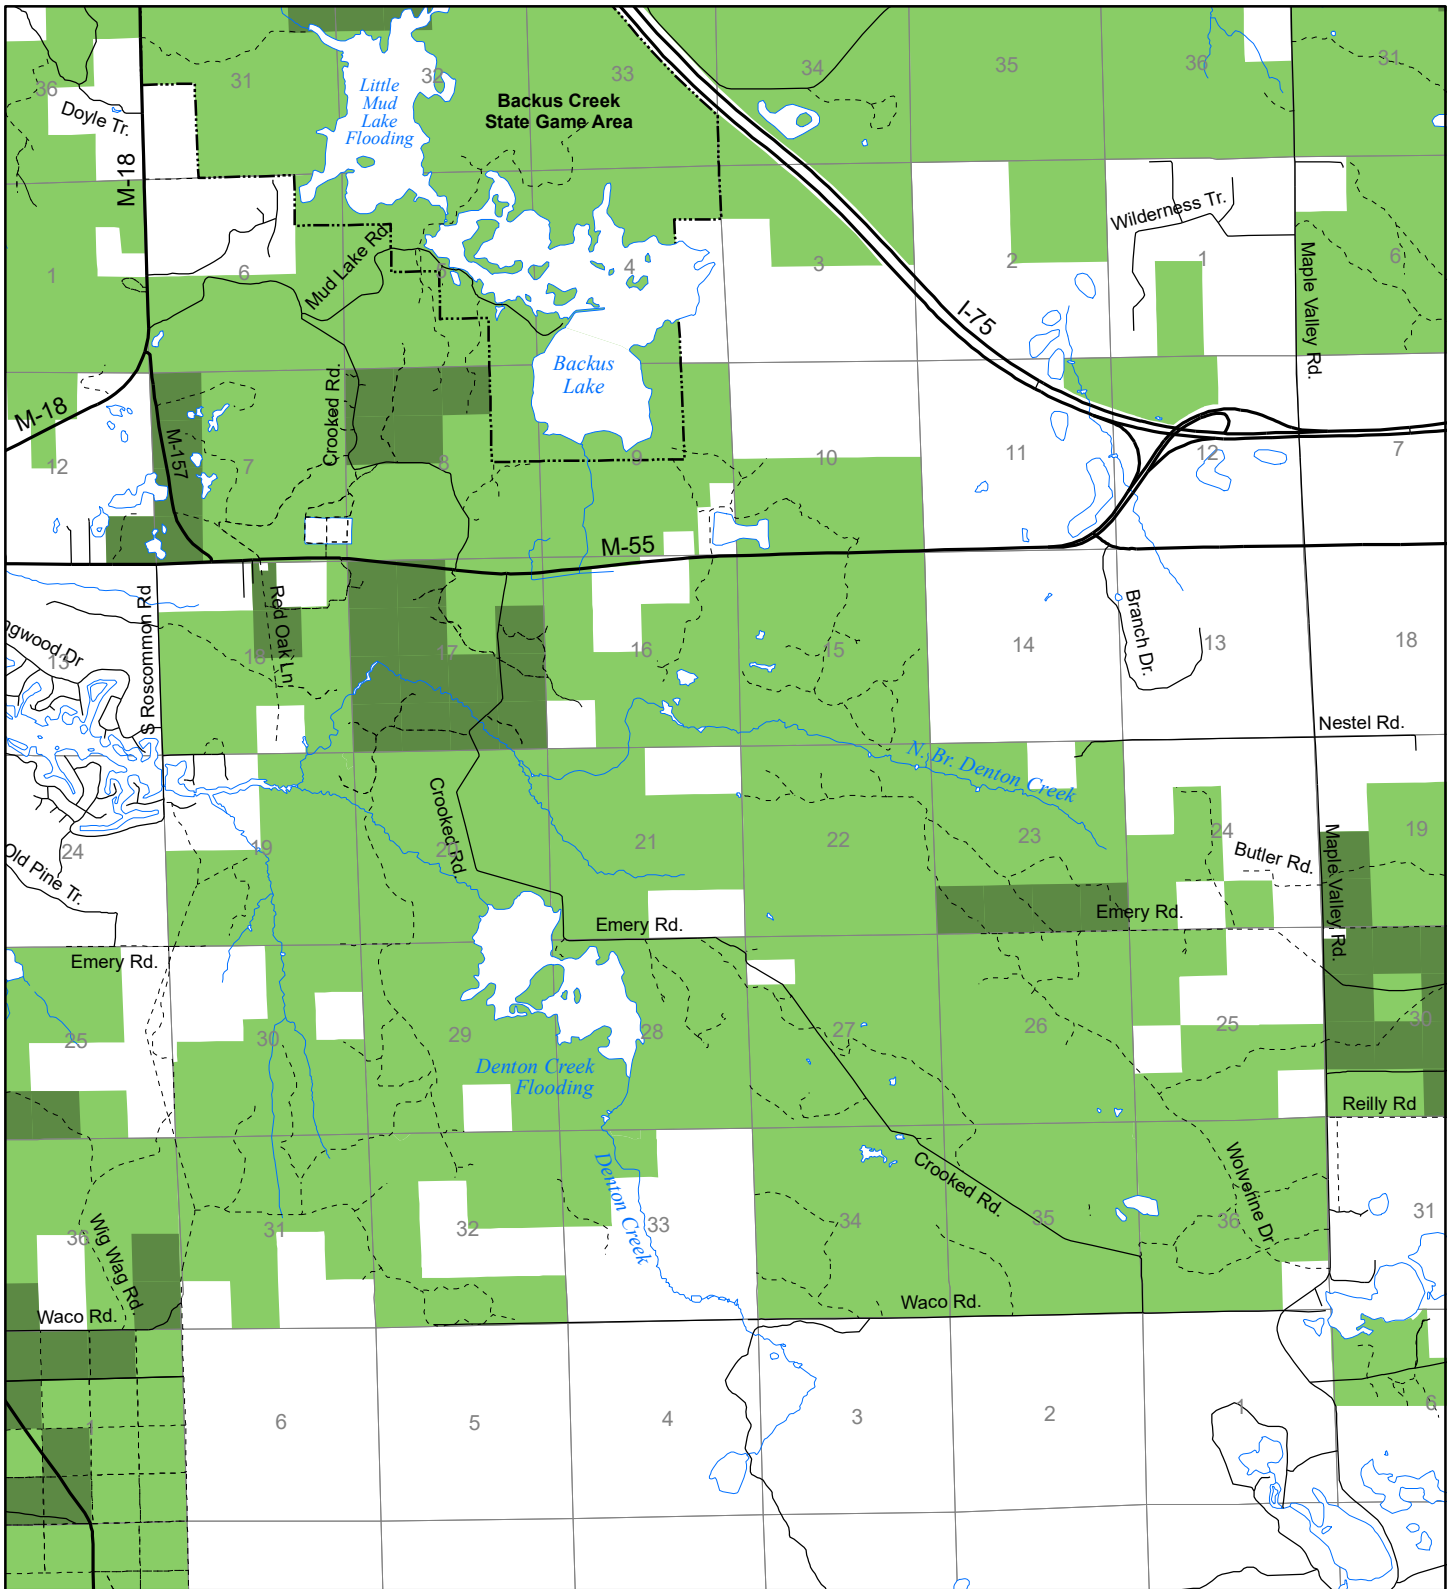 36
31
32
33
34
35
36
31
Doyle Tr.
Little
Mud
Lake
Flooding
Backus Creek
State Game Area
M-18
Wilderness Tr.
1
6
Mud Lake Rd.
5
4
3
2
1
6
I-75
Maple Valley Rd.
Backus
Lake
M-18
M-157
Crooked Rd.
12
7
8
9
10
11
12
7
M-55
S Roscommon Rd
Red Oak Ln
Branch Dr.
ngwood Dr
13
18
17
16
15
14
13
18
Nestel Rd.
N. Br. Denton Creek
Crooked Rd.
24
19
20
21
22
23
24
19
Old Pine Tr.
Butler Rd.
Maple Valley Rd.
Emery Rd.
Emery Rd.
Emery Rd.
25
30
29
28
27
26
25
30
Denton Creek
Flooding
Reilly Rd
Denton Creek
Crooked Rd.
Wolverine Dr
36
31
32
33
34
35
36
31
Wig Wag Rd
Waco Rd.
Waco Rd.
1
6
5
4
3
2
1
6